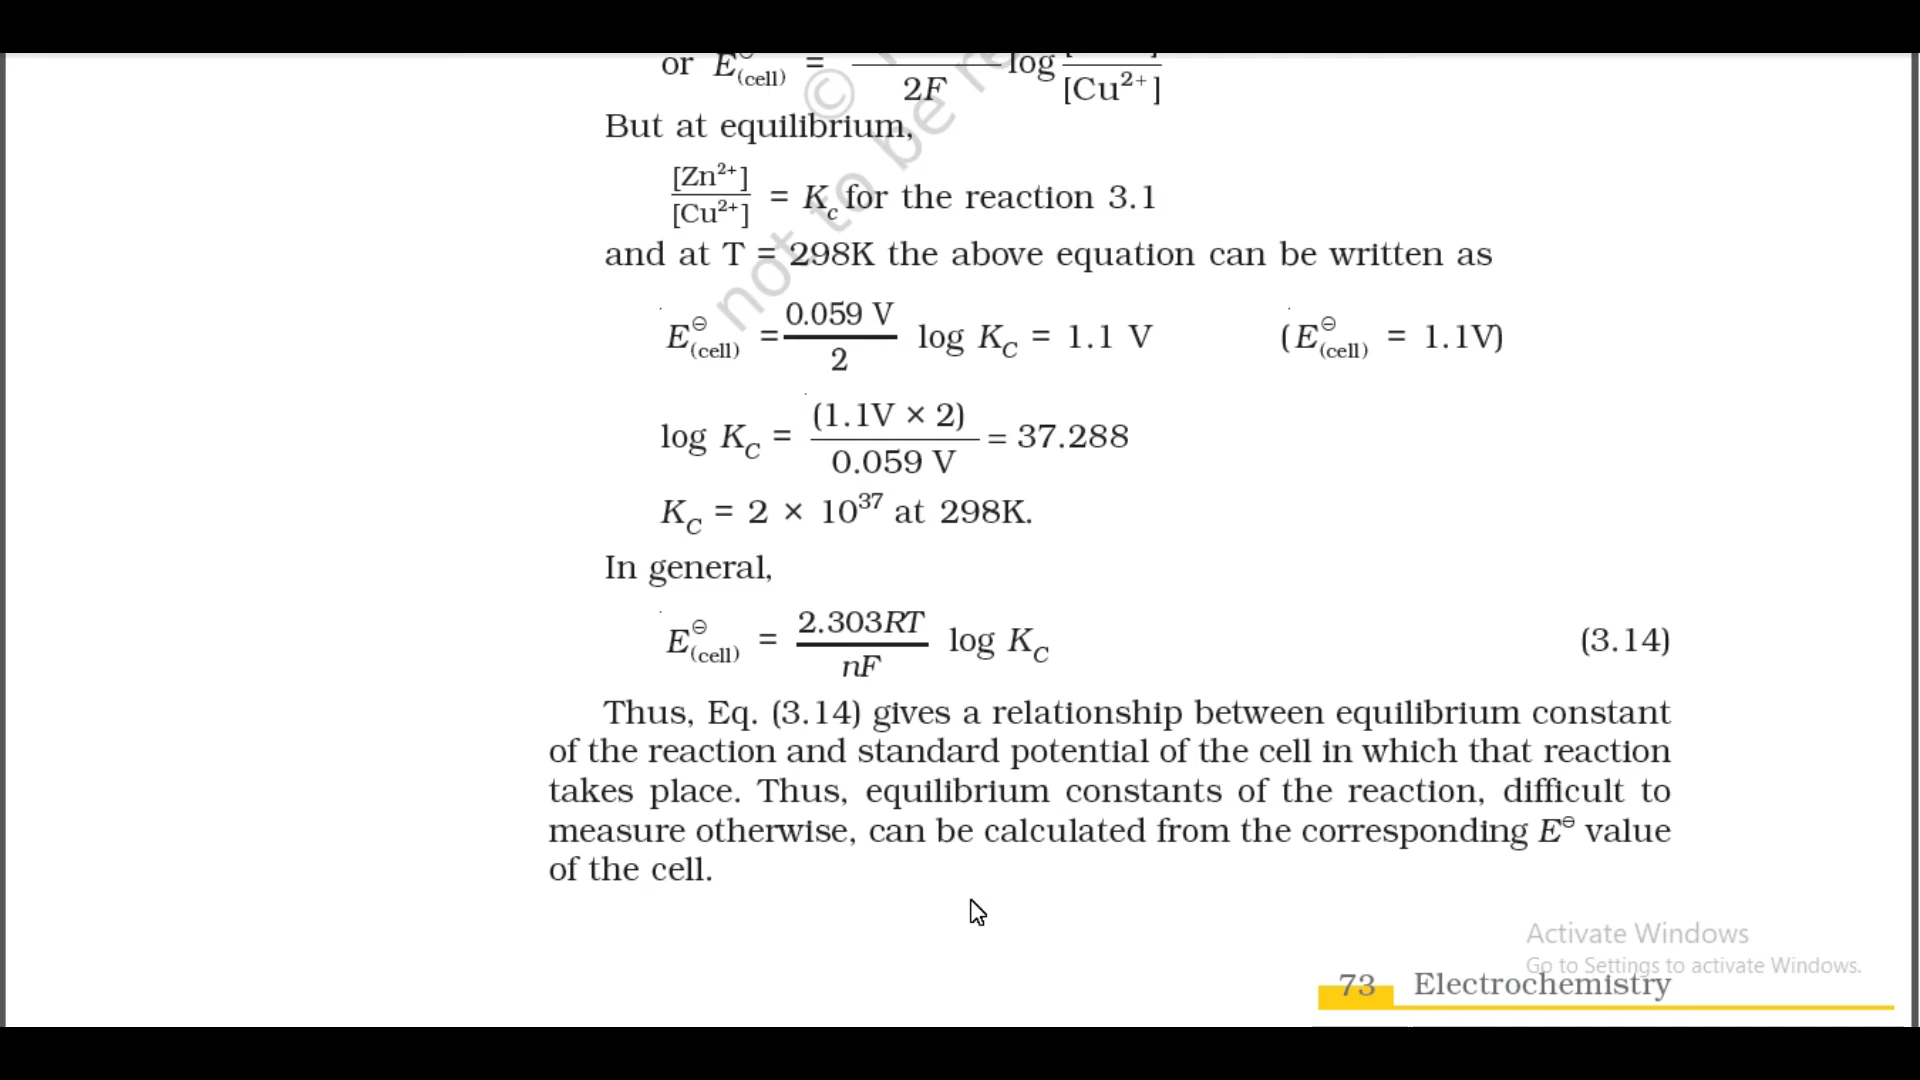 or E⊖(cell) = 2F log [Cu²⁺]
But at equilibrium,
[Zn²⁺]
[Cu²⁺] = Kc for the reaction 3.1
and at T = 298K the above equation can be written as
E⊖(cell) = 0.059 V / 2 log KC = 1.1 V (E⊖(cell) = 1.1V)
log KC = (1.1V × 2) / 0.059 V = 37.288
KC = 2 × 10³⁷ at 298K.
In general,
E⊖(cell) = 2.303RT / nF log KC (3.14)
Thus, Eq. (3.14) gives a relationship between equilibrium constant
of the reaction and standard potential of the cell in which that reaction
takes place. Thus, equilibrium constants of the reaction, difficult to
measure otherwise, can be calculated from the corresponding E⊖ value
of the cell.
© not to be re
Activate Windows
Go to Settings to activate Windows.
73 Electrochemistry